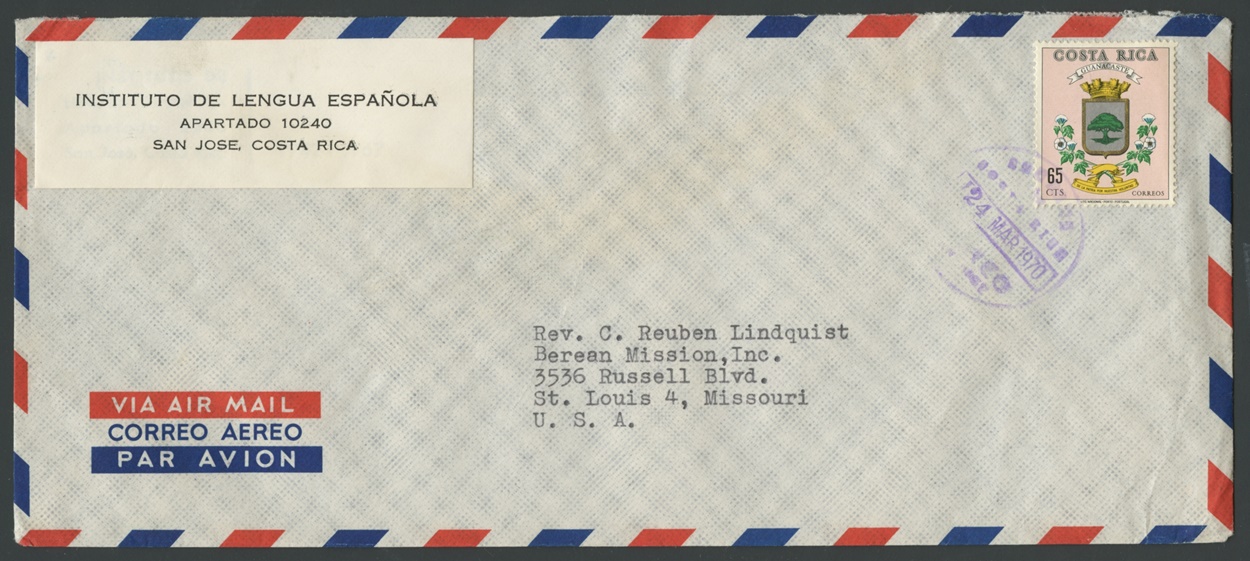 INSTITUTO DE LENGUA ESPAÑOLA
APARTADO 10240
SAN JOSE, COSTA RICA
COSTA RICA
GUANACASTE
65
CTS.
CORREOS
24 MAR 1970
Rev. C. Reuben Lindquist
Berean Mission,Inc.
3536 Russell Blvd.
St. Louis 4, Missouri
U. S. A.
VIA AIR MAIL
CORREO AEREO
PAR AVION